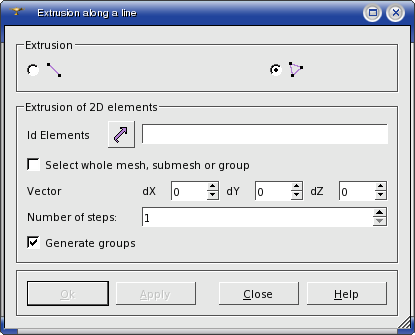 Extrusion along a line
Extrusion
Extrusion of 2D elements
Id Elements
Select whole mesh, submesh or group
Vector dX 0 dY 0 dZ 0
Number of steps: 1
Generate groups
Ok Apply Close Help